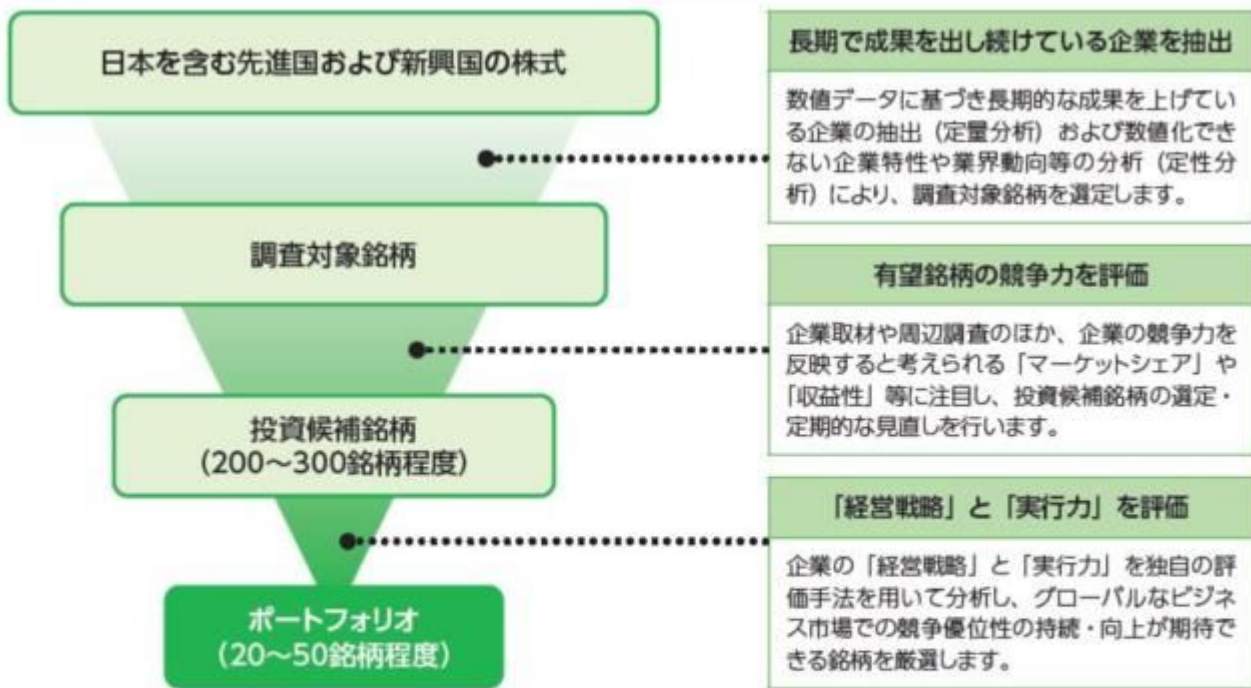 日本を含む先進国および新興国の株式
長期で成果を出し続けている企業を抽出
数値データに基づき長期的な成果を上げてい
る企業の抽出（定量分析）および数値化でき
ない企業特性や業界動向等の分析（定性分
析）により、調査対象銘柄を選定します。
調査対象銘柄
有望銘柄の競争力を評価
企業取材や周辺調査のほか、企業の競争力を
反映すると考えられる「マーケットシェア」や
「収益性」等に注目し、投資候補銘柄の選定・
定期的な見直しを行います。
投資候補銘柄
（200～300銘柄程度）
「経営戦略」と「実行力」を評価
企業の「経営戦略」と「実行力」を独自の評
価手法を用いて分析し、グローバルなビジネ
ス市場での競争優位性の持続・向上が期待で
きる銘柄を厳選します。
ポートフォリオ
（20～50銘柄程度）